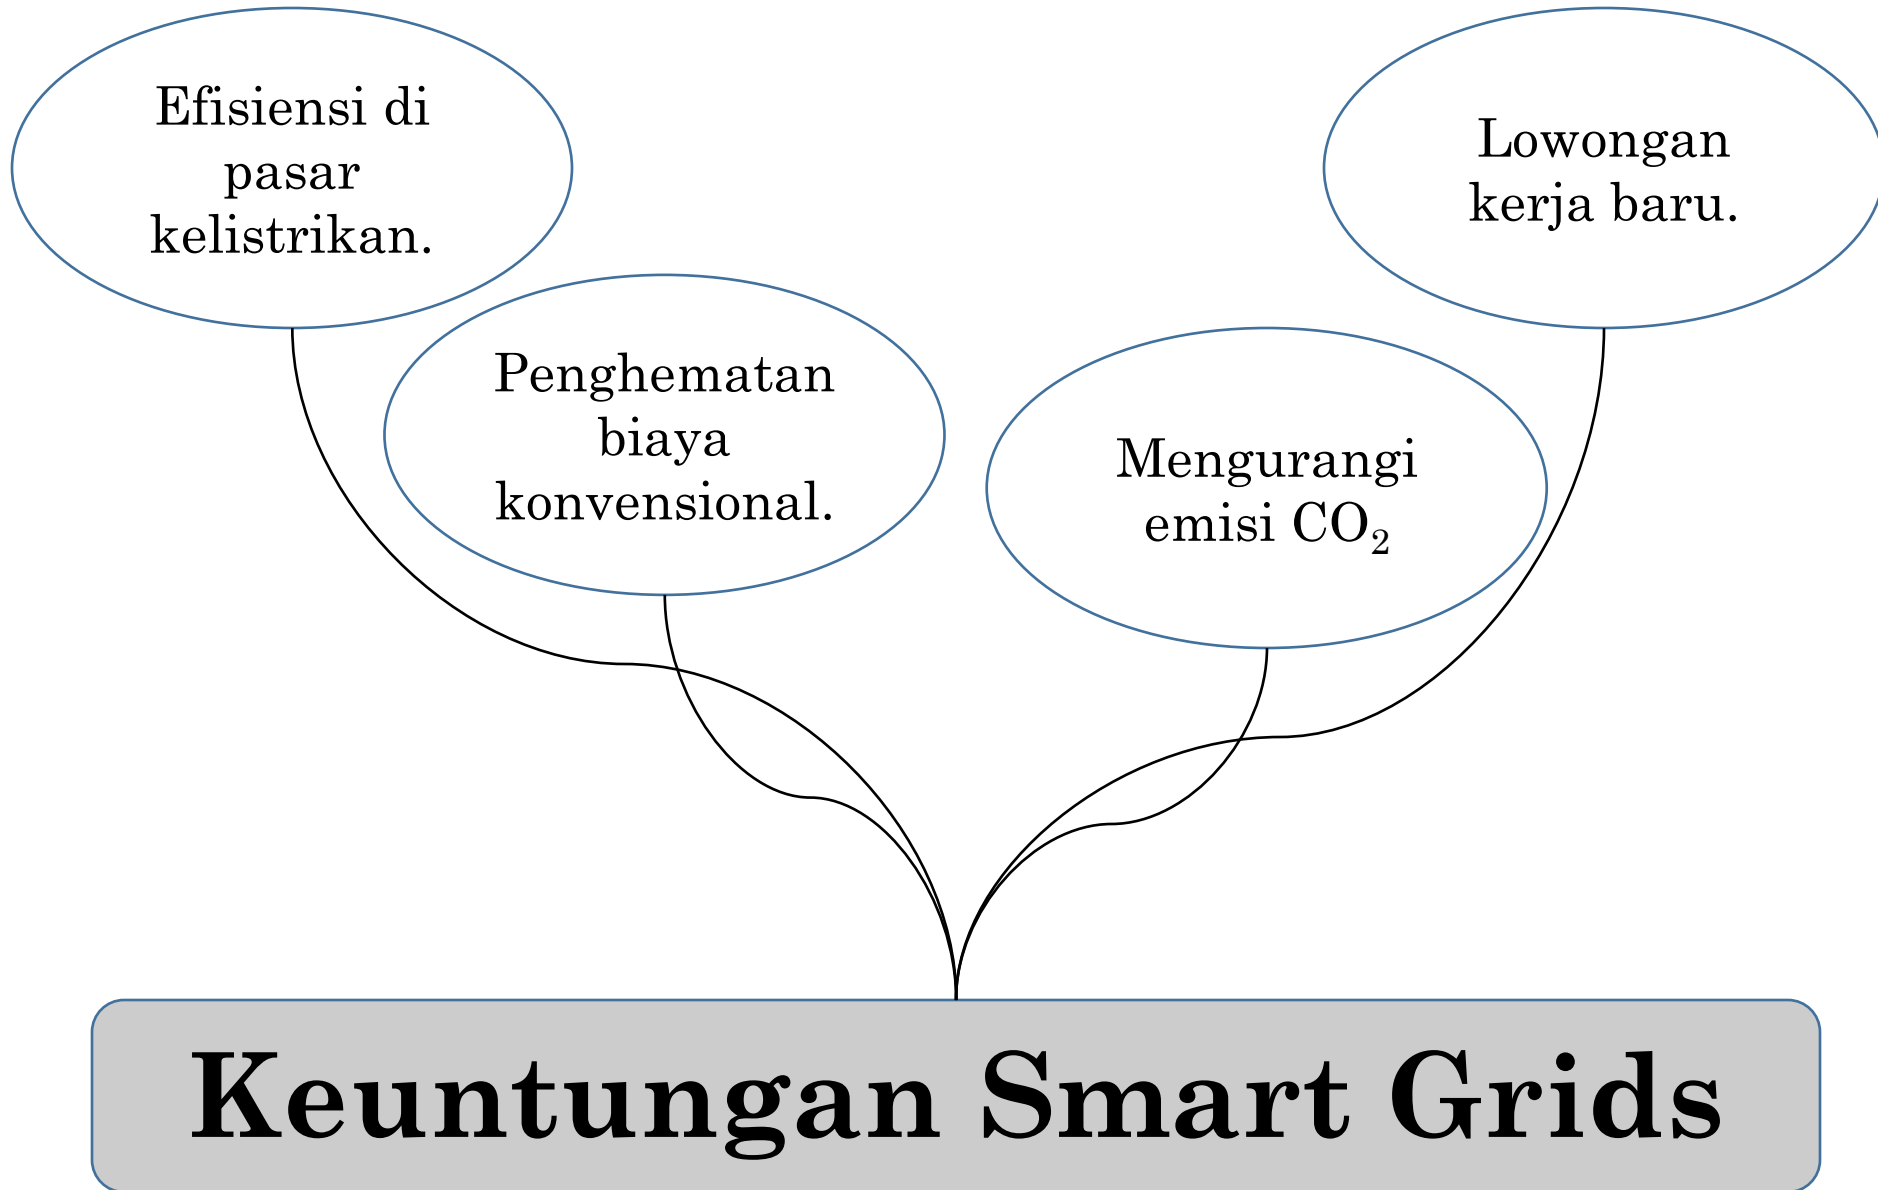 Efisiensi di
pasar
kelistrikan.
Penghematan
biaya
konvensional.
Mengurangi
emisi CO₂
Lowongan
kerja baru.
Keuntungan Smart Grids